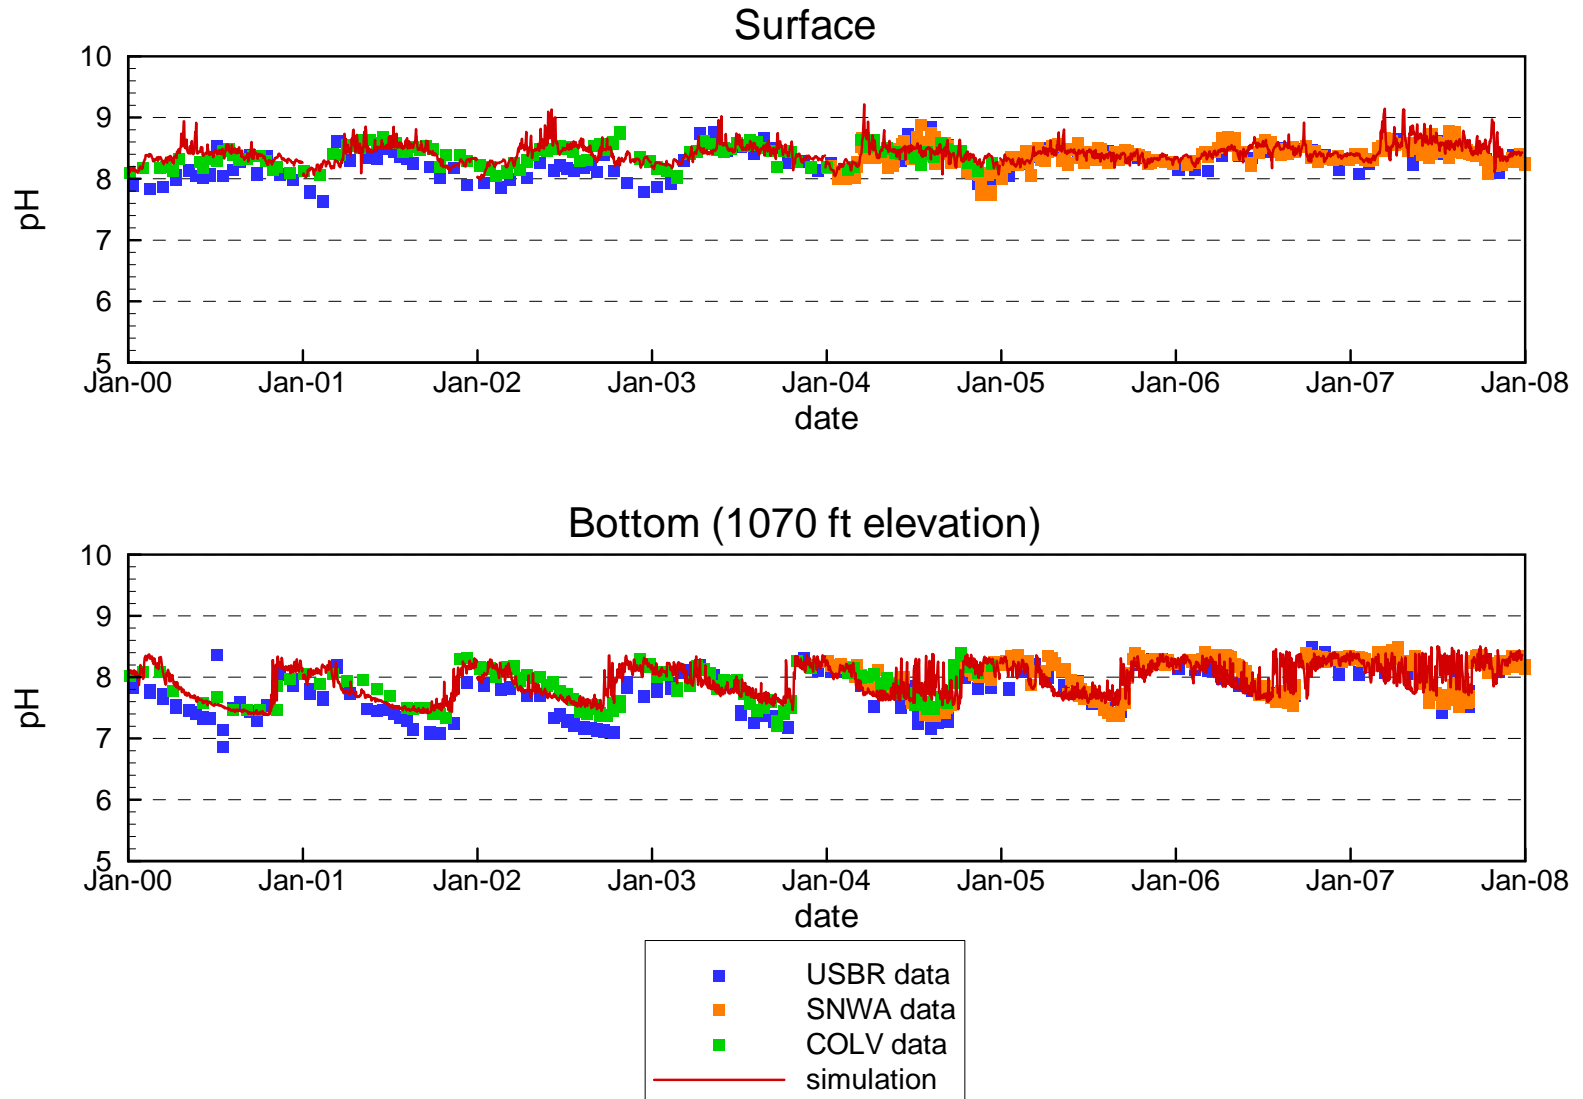 Surface
10
9
8
7
6
5
pH
Jan-00 Jan-01 Jan-02 Jan-03 Jan-04 Jan-05 Jan-06 Jan-07 Jan-08
date
Bottom (1070 ft elevation)
10
9
8
7
6
5
pH
Jan-00 Jan-01 Jan-02 Jan-03 Jan-04 Jan-05 Jan-06 Jan-07 Jan-08
date
USBR data
SNWA data
COLV data
simulation